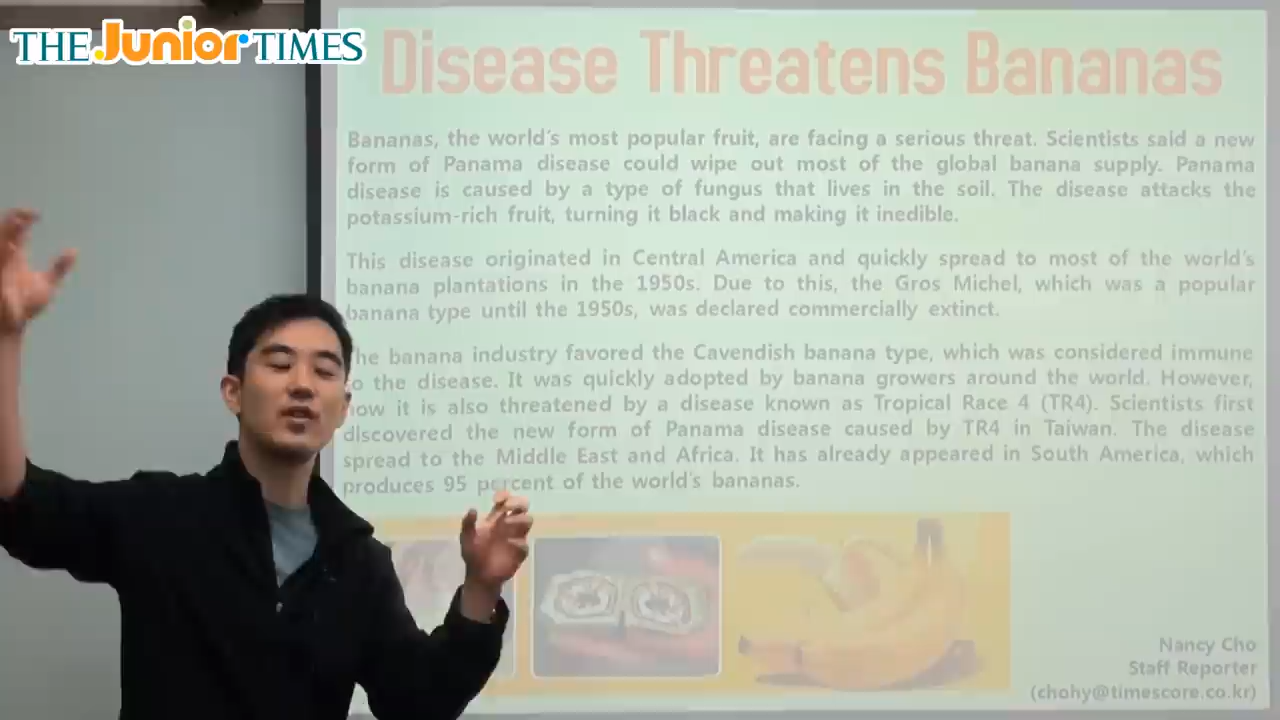 THE Junior TIMES
Disease Threatens Bananas
Bananas, the world's most popular fruit, are facing a serious threat. Scientists said a new
form of Panama disease could wipe out most of the global banana supply. Panama
disease is caused by a type of fungus that lives in the soil. The disease attacks the
potassium-rich fruit, turning it black and making it inedible.
This disease originated in Central America and quickly spread to most of the world's
banana plantations in the 1950s. Due to this, the Gros Michel, which was a popular
banana type until the 1950s, was declared commercially extinct.
he banana industry favored the Cavendish banana type, which was considered immune
o the disease. It was quickly adopted by banana growers around the world. However,
now it is also threatened by a disease known as Tropical Race 4 (TR4). Scientists first
discovered the new form of Panama disease caused by TR4 in Taiwan. The disease
spread to the Middle East and Africa. It has already appeared in South America, which
produces 95 percent of the world's bananas.
Nancy Cho
Staff Reporter
(chohy@timescore.co.kr)